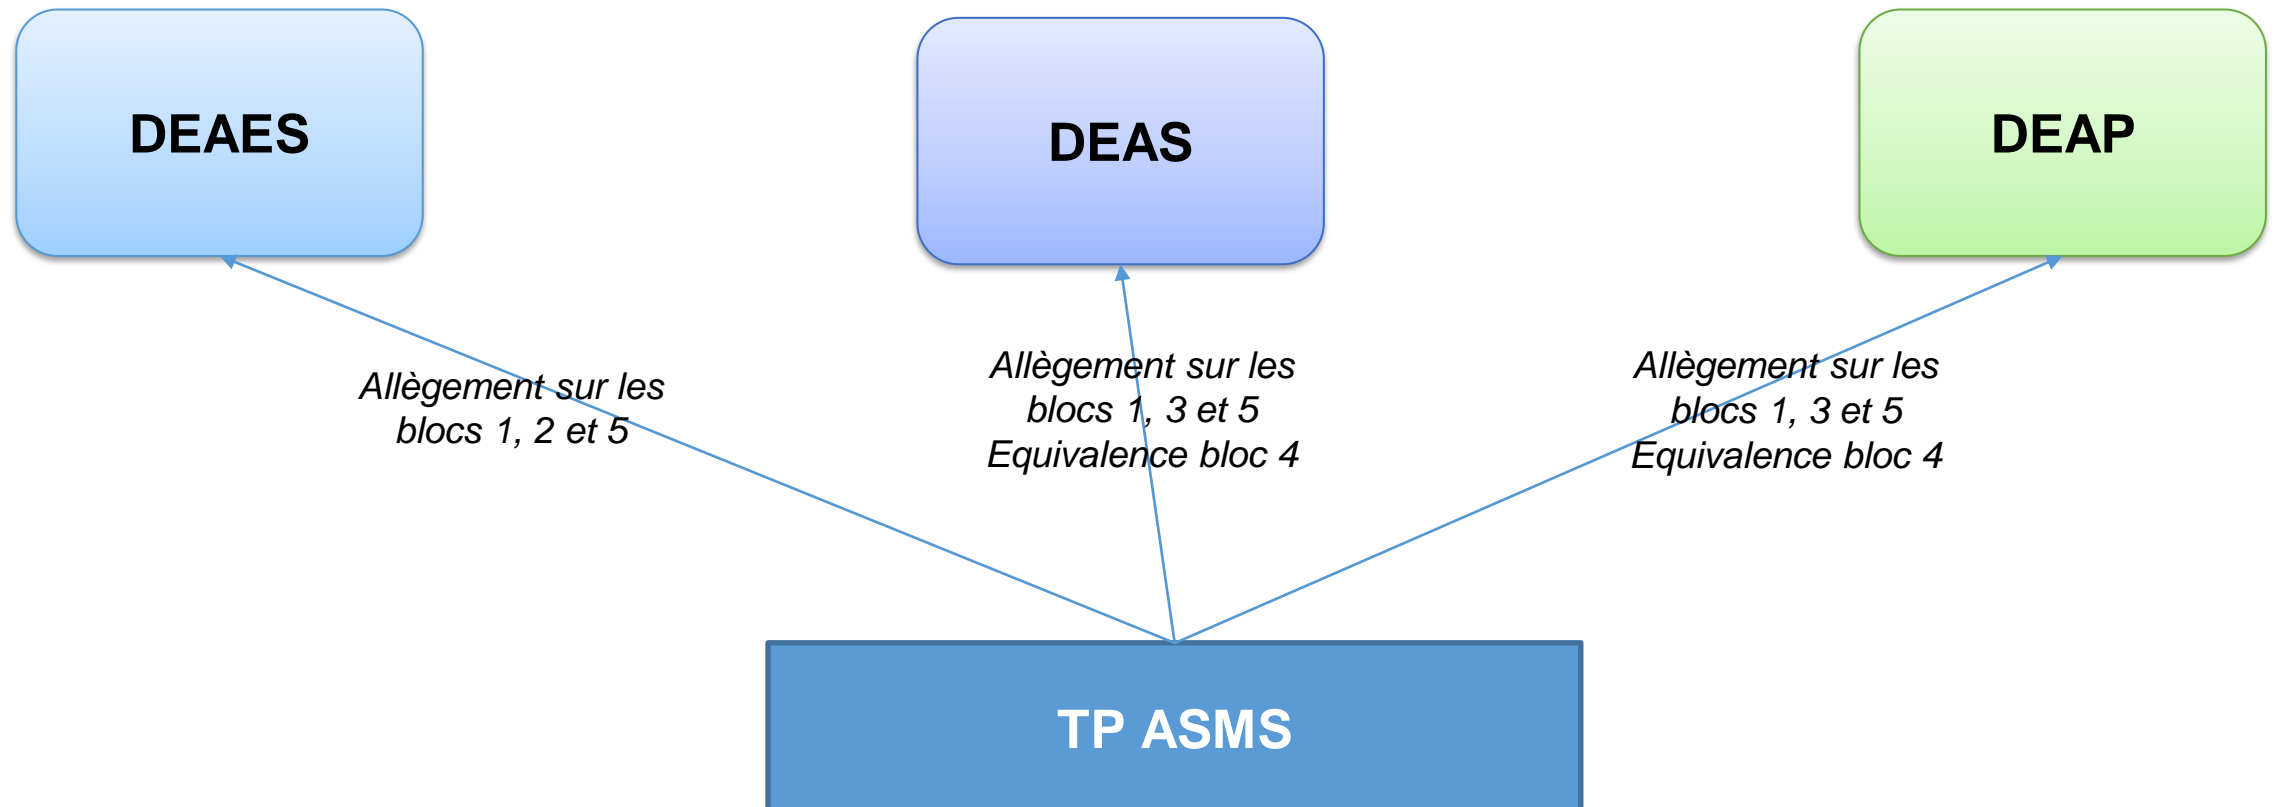 DEAES
DEAS
DEAP
Allègement sur les
blocs 1, 2 et 5
Allègement sur les
blocs 1, 3 et 5
Equivalence bloc 4
Allègement sur les
blocs 1, 3 et 5
Equivalence bloc 4
TP ASMS